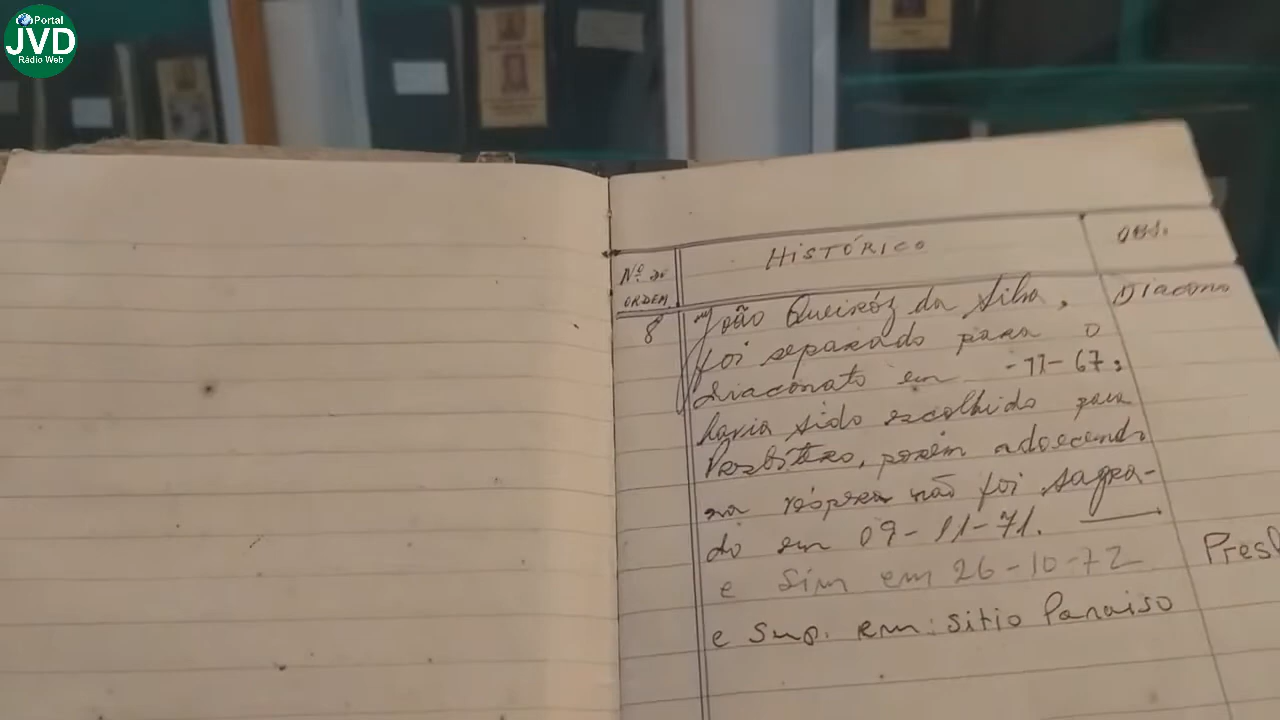 Portal
JVD
Rádio Web
Nº de ORDEM
HISTÓRICO
OBS.
8
João Queiróz da Silva,
Diacono
foi separado para o
diaconato em -11-67;
havia sido escolhido para
Presbítero, porém adoecendo
na véspera não foi sagra-
do em 09-11-71.
e Sim em 26-10-72
Presb
e Sup. em: sitio Paraiso